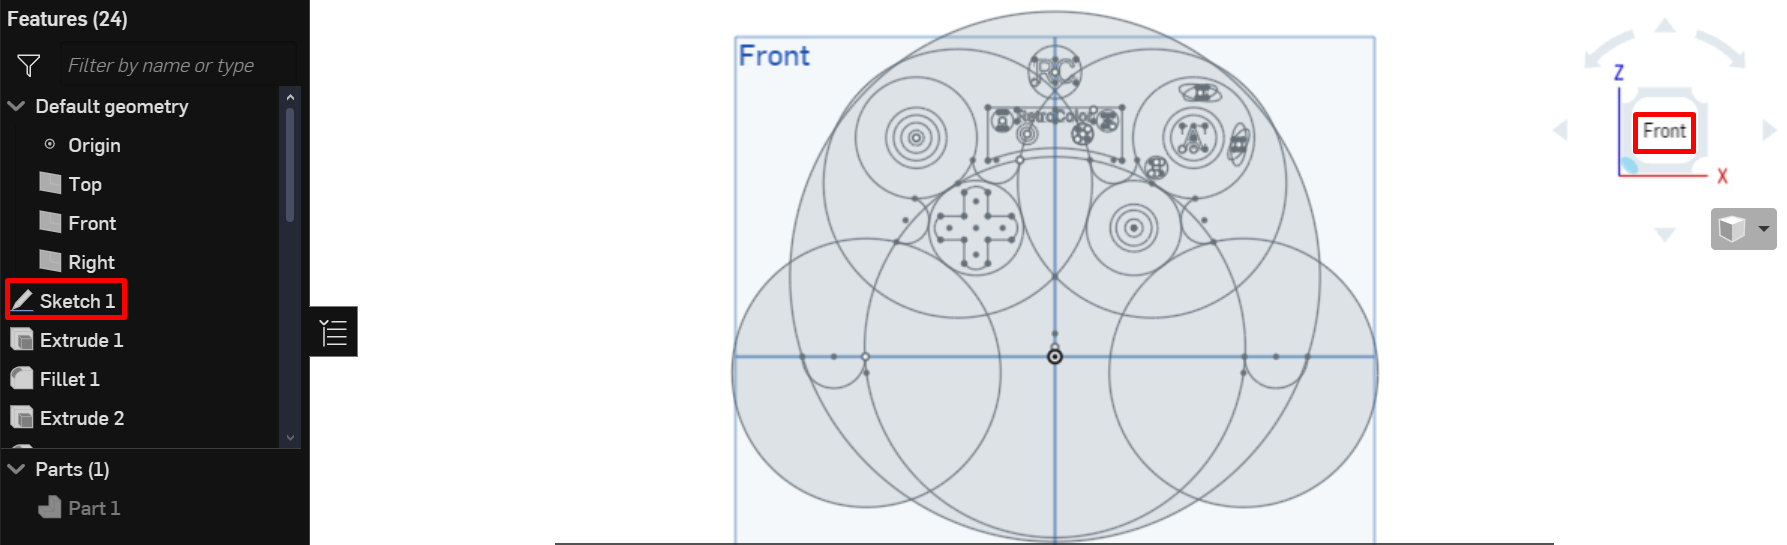 Features (24)
Filter by name or type
Default geometry
Origin
Top
Front
Right
Sketch 1
Extrude 1
Fillet 1
Extrude 2
Parts (1)
Part 1
Front
RC
RetroColor
A
Z
Front
X